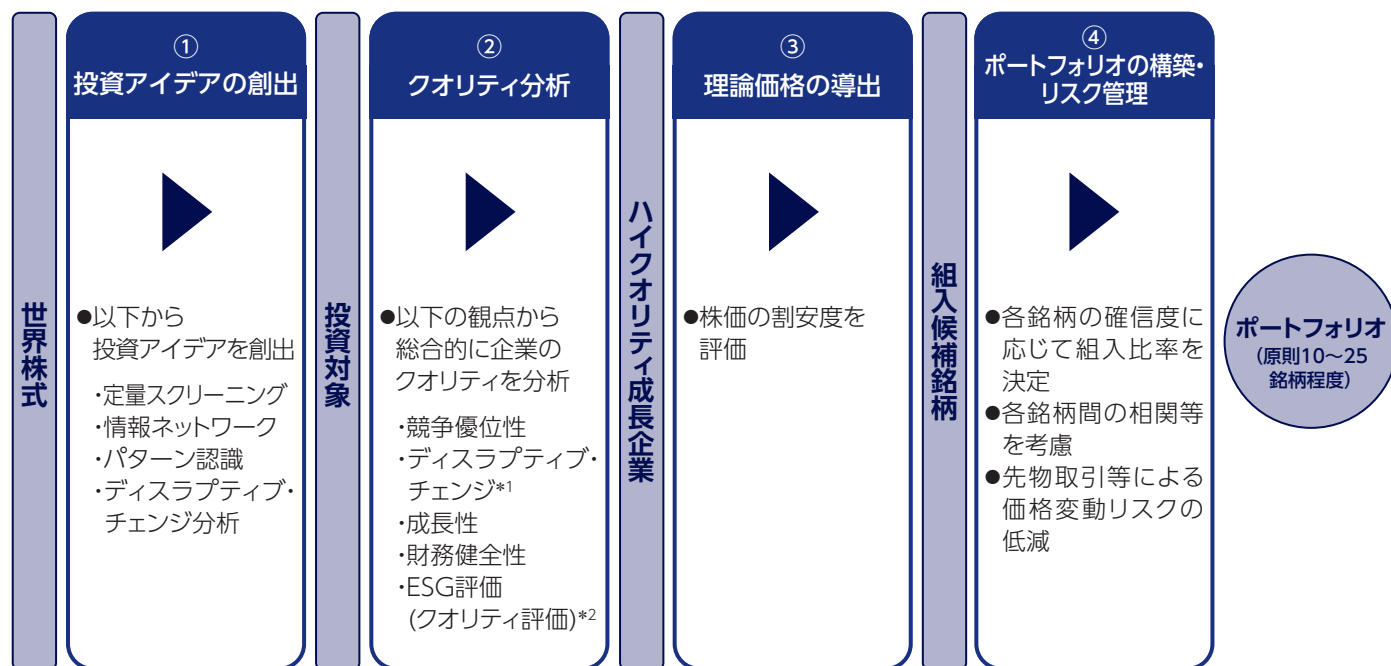 世界株式
①
投資アイデアの創出
●以下から
投資アイデアを創出
・定量スクリーニング
・情報ネットワーク
・パターン認識
・ディスラプティブ・
チェンジ分析
投資対象
②
クオリティ分析
●以下の観点から
総合的に企業の
クオリティを分析
・競争優位性
・ディスラプティブ・
チェンジ*1
・成長性
・財務健全性
・ESG評価
(クオリティ評価)*2
ハイクオリティ成長企業
③
理論価格の導出
●株価の割安度を
評価
組入候補銘柄
④
ポートフォリオの構築・
リスク管理
●各銘柄の確信度に
応じて組入比率を
決定
●各銘柄間の相関等
を考慮
●先物取引等による
価格変動リスクの
低減
ポートフォリオ
(原則10～25
銘柄程度)